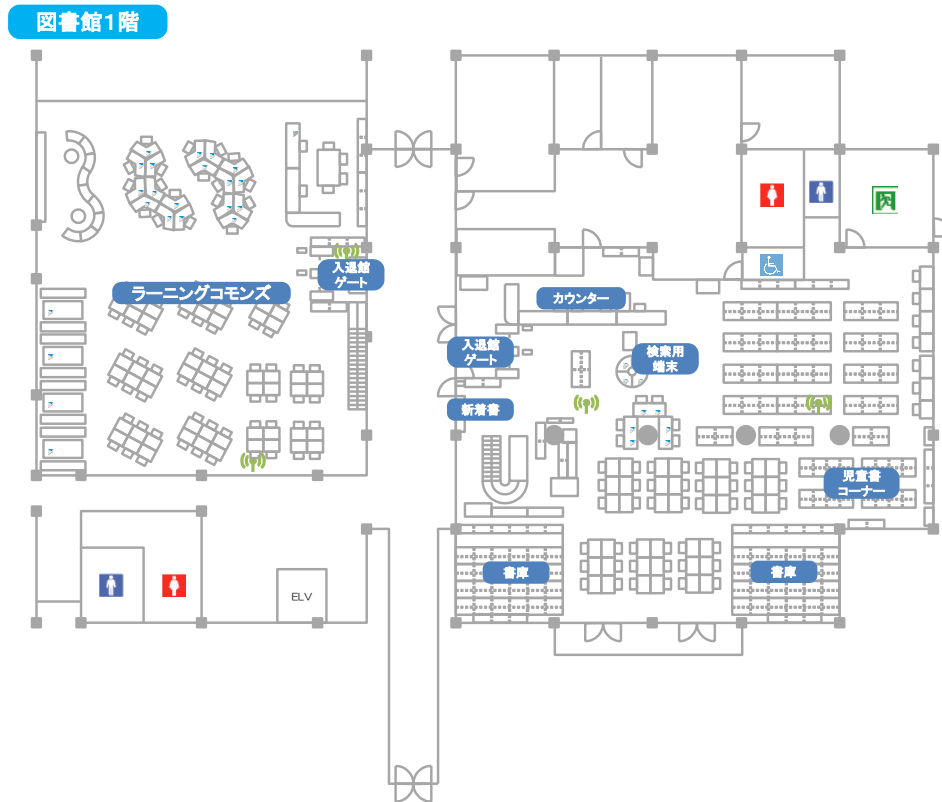 図書館1階
入退館
ゲート
ラーニングコモンズ
カウンター
入退館
ゲート
検索用
端末
新着書
児童書
コーナー
書庫
書庫
ELV